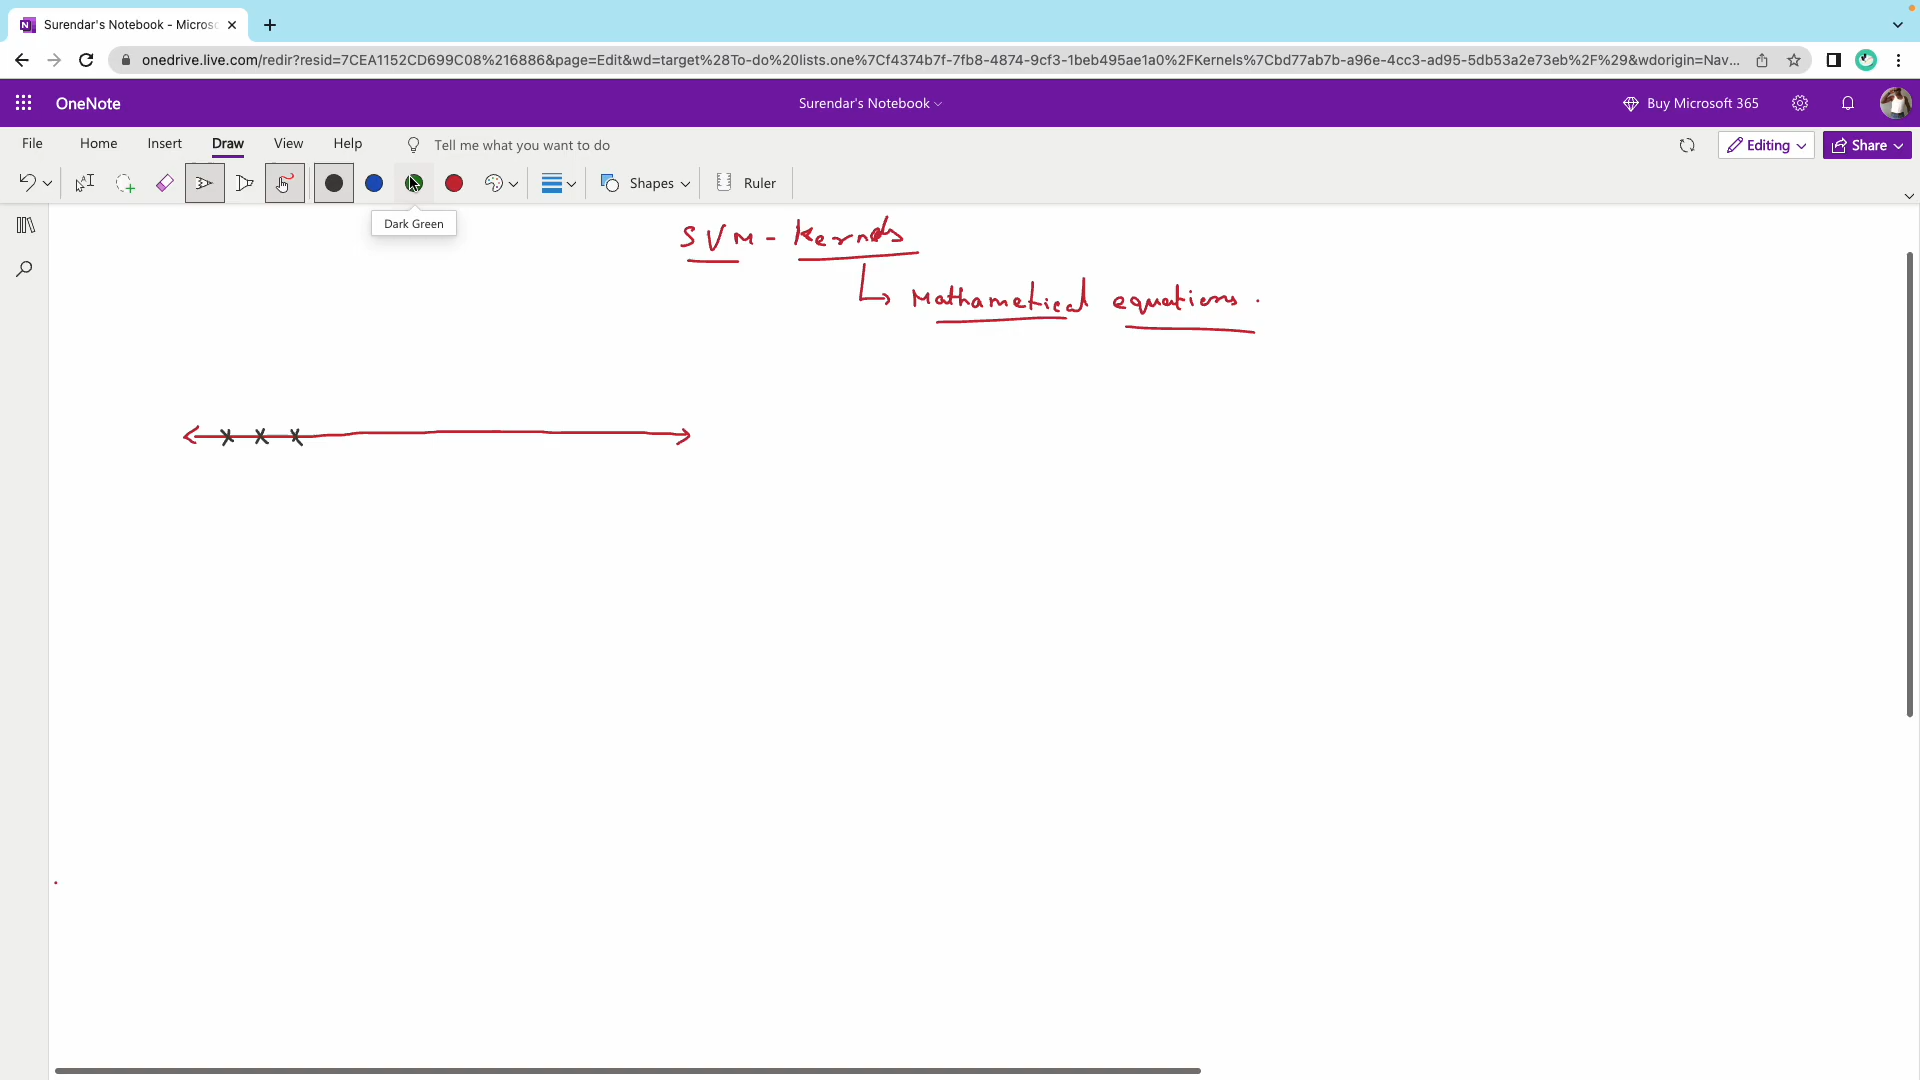 Surendar's Notebook - Micros
onedrive.live.com/redir?resid=7CEA1152CD699C08%216886&page=Edit&wd=target%28To-do%20lists.one%7Cf4374b7f-7fb8-4874-9cf3-1beb495ae1a0%2FKernels%7Cbd77ab7b-a96e-4cc3-ad95-5db53a2e73eb%2F%29&wdorigin=Nav...
OneNote Surendar's Notebook Buy Microsoft 365
File Home Insert Draw View Help Tell me what you want to do Editing Share
Shapes Ruler
Dark Green
SVM - Kernels
Mathametical equations .